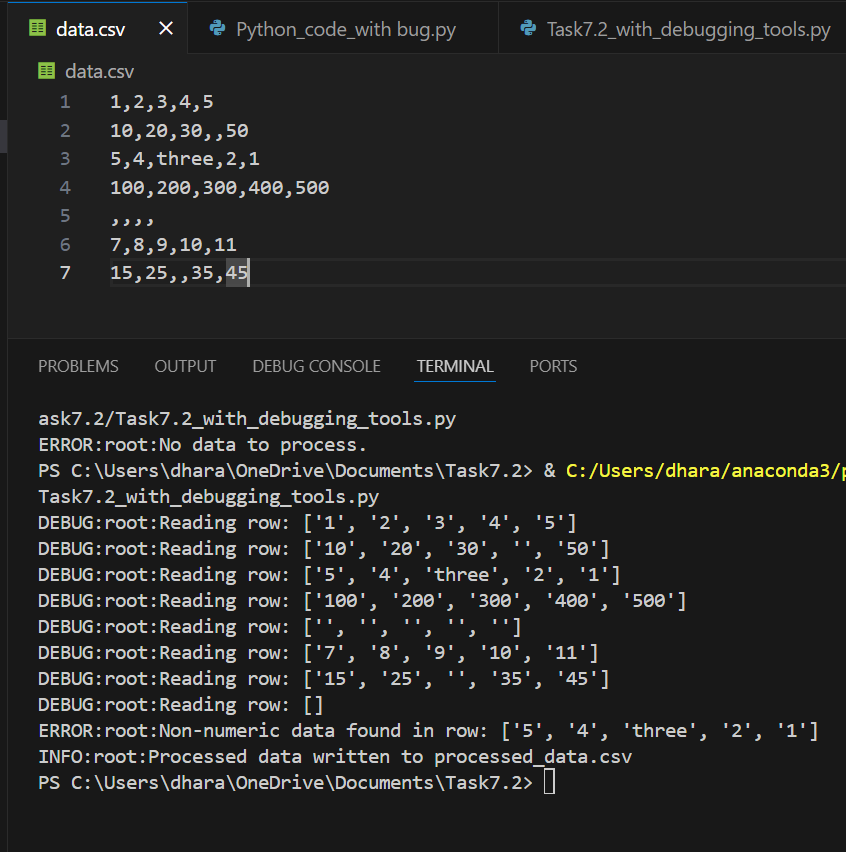 data.csv
Python_code_with bug.py
Task7.2_with_debugging_tools.py
data.csv
1 1,2,3,4,5
2 10,20,30,,50
3 5,4,three,2,1
4 100,200,300,400,500
5 ,,,,
6 7,8,9,10,11
7 15,25,,35,45
PROBLEMS OUTPUT DEBUG CONSOLE TERMINAL PORTS
ask7.2/Task7.2_with_debugging_tools.py
ERROR:root:No data to process.
PS C:\Users\dhara\OneDrive\Documents\Task7.2> & C:/Users/dhara/anaconda3/p
Task7.2_with_debugging_tools.py
DEBUG:root:Reading row: ['1', '2', '3', '4', '5']
DEBUG:root:Reading row: ['10', '20', '30', '', '50']
DEBUG:root:Reading row: ['5', '4', 'three', '2', '1']
DEBUG:root:Reading row: ['100', '200', '300', '400', '500']
DEBUG:root:Reading row: ['', '', '', '', '']
DEBUG:root:Reading row: ['7', '8', '9', '10', '11']
DEBUG:root:Reading row: ['15', '25', '', '35', '45']
DEBUG:root:Reading row: []
ERROR:root:Non-numeric data found in row: ['5', '4', 'three', '2', '1']
INFO:root:Processed data written to processed_data.csv
PS C:\Users\dhara\OneDrive\Documents\Task7.2>